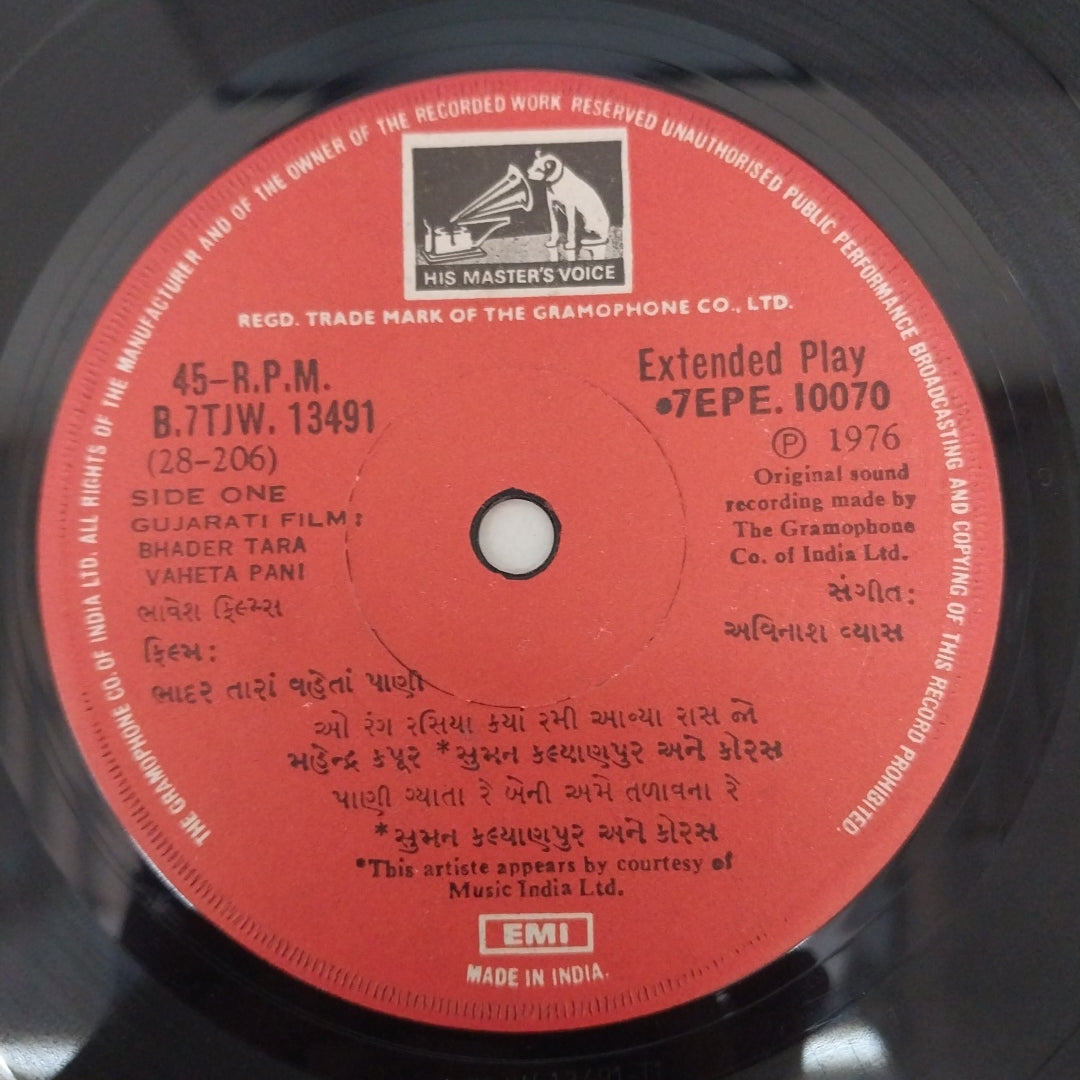 THE GRAMOPHONE CO. OF INDIA LTD. ALL RIGHTS OF THE MANUFACTURER AND OF THE OWNER OF THE RECORDED WORK RESERVED UNAUTHORISED PUBLIC PERFORMANCE BROADCASTING AND COPYING OF THIS RECORD PROHIBITED.
HIS MASTER'S VOICE
REGD. TRADE MARK OF THE GRAMOPHONE CO., LTD.
45-R.P.M.
B.7TJW. 13491
(28-206)
SIDE ONE
GUJARATI FILM:
BHADER TARA
VAHETA PANI
ભાવેશ ફિલ્મ્સ
ફિલ્મ:
ભાદર તારાં વહેતાં પાણી
Extended Play
•7EPE. 10070
Ⓟ 1976
Original sound
recording made by
The Gramophone
Co. of India Ltd.
સંગીત:
અવિનાશ વ્યાસ
ઓ રંગ રસિયા કયા રમી આવ્યા રાસ જો
મહેન્દ્ર કપૂર *સુમન કલ્યાણપુર અને કોરસ
પાણી ગ્યાતા રે બેની અમે તળાવના રે
*સુમન કલ્યાણપુર અને કોરસ
*This artiste appears by courtesy of
Music India Ltd.
EMI
MADE IN INDIA.